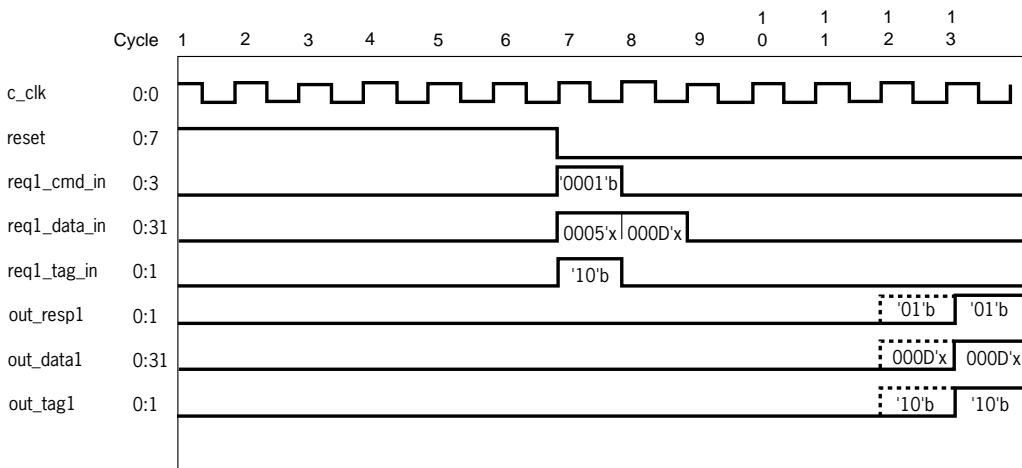 1 1 1 1
Cycle 1 2 3 4 5 6 7 8 9 0 1 2 3
c_clk 0:0
reset 0:7
req1_cmd_in 0:3 '0001'b
req1_data_in 0:31 0005'x 000D'x
req1_tag_in 0:1 '10'b
out_resp1 0:1 '01'b '01'b
out_data1 0:31 000D'x 000D'x
out_tag1 0:1 '10'b '10'b